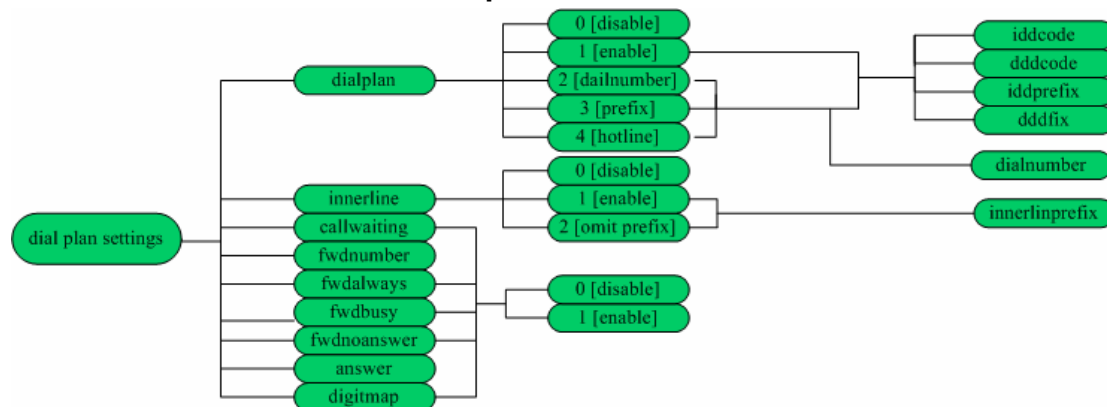 dial plan settings
dialplan
0 [disable]
1 [enable]
2 [dailnumber]
3 [prefix]
4 [hotline]
iddcode
dddcode
iddprefix
dddfix
dialnumber
innerline
0 [disable]
1 [enable]
2 [omit prefix]
innerlinprefix
callwaiting
fwdnumber
fwdalways
fwdbusy
fwdnoanswer
answer
digitmap
0 [disable]
1 [enable]